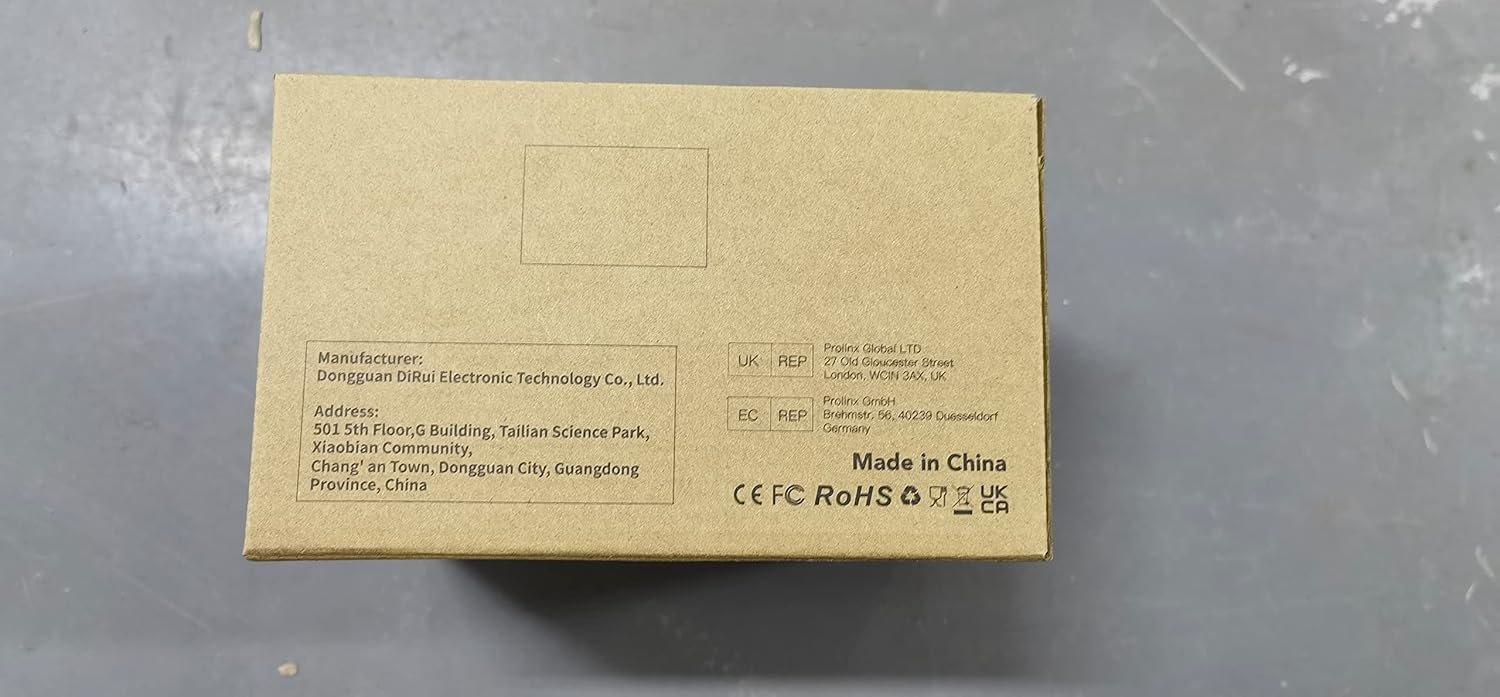 Manufacturer:
Dongguan DiRui Electronic Technology Co., Ltd.
Address:
501 5th Floor,G Building, Tailian Science Park,
Xiaobian Community,
Chang' an Town, Dongguan City, Guangdong
Province, China
UK REP
Prolinx Global LTD
27 Old Gloucester Street
London, WC1N 3AX, UK
EC REP
Prolinx GmbH
Brehmstr. 56, 40239 Duesseldorf
Germany
Made in China
CE FC RoHS UK
CA